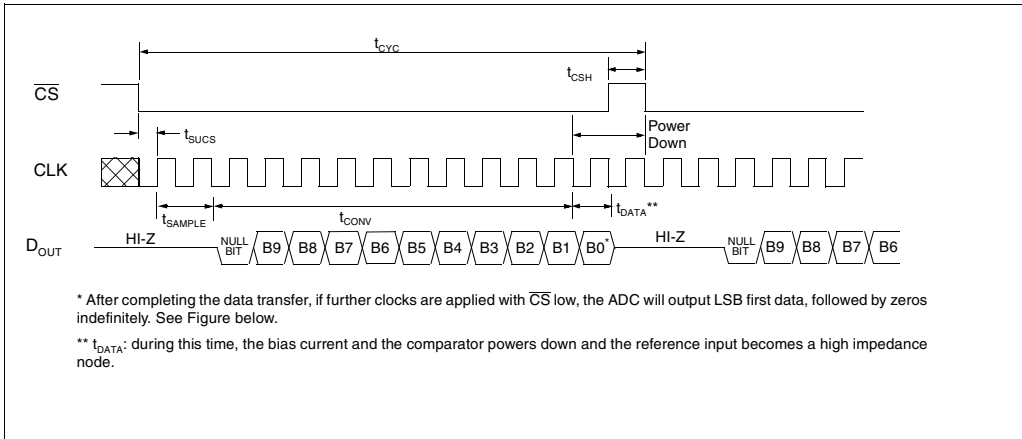 tCYC
tCSH
CS
tSUCS
Power
Down
CLK
tSAMPLE
tCONV
tDATA**
DOUT
HI-Z
NULL
BIT
B9 B8 B7 B6 B5 B4 B3 B2 B1 B0*
HI-Z
NULL
BIT
B9 B8 B7 B6
* After completing the data transfer, if further clocks are applied with CS low, the ADC will output LSB first data, followed by zeros
indefinitely. See Figure below.
** tDATA: during this time, the bias current and the comparator powers down and the reference input becomes a high impedance
node.